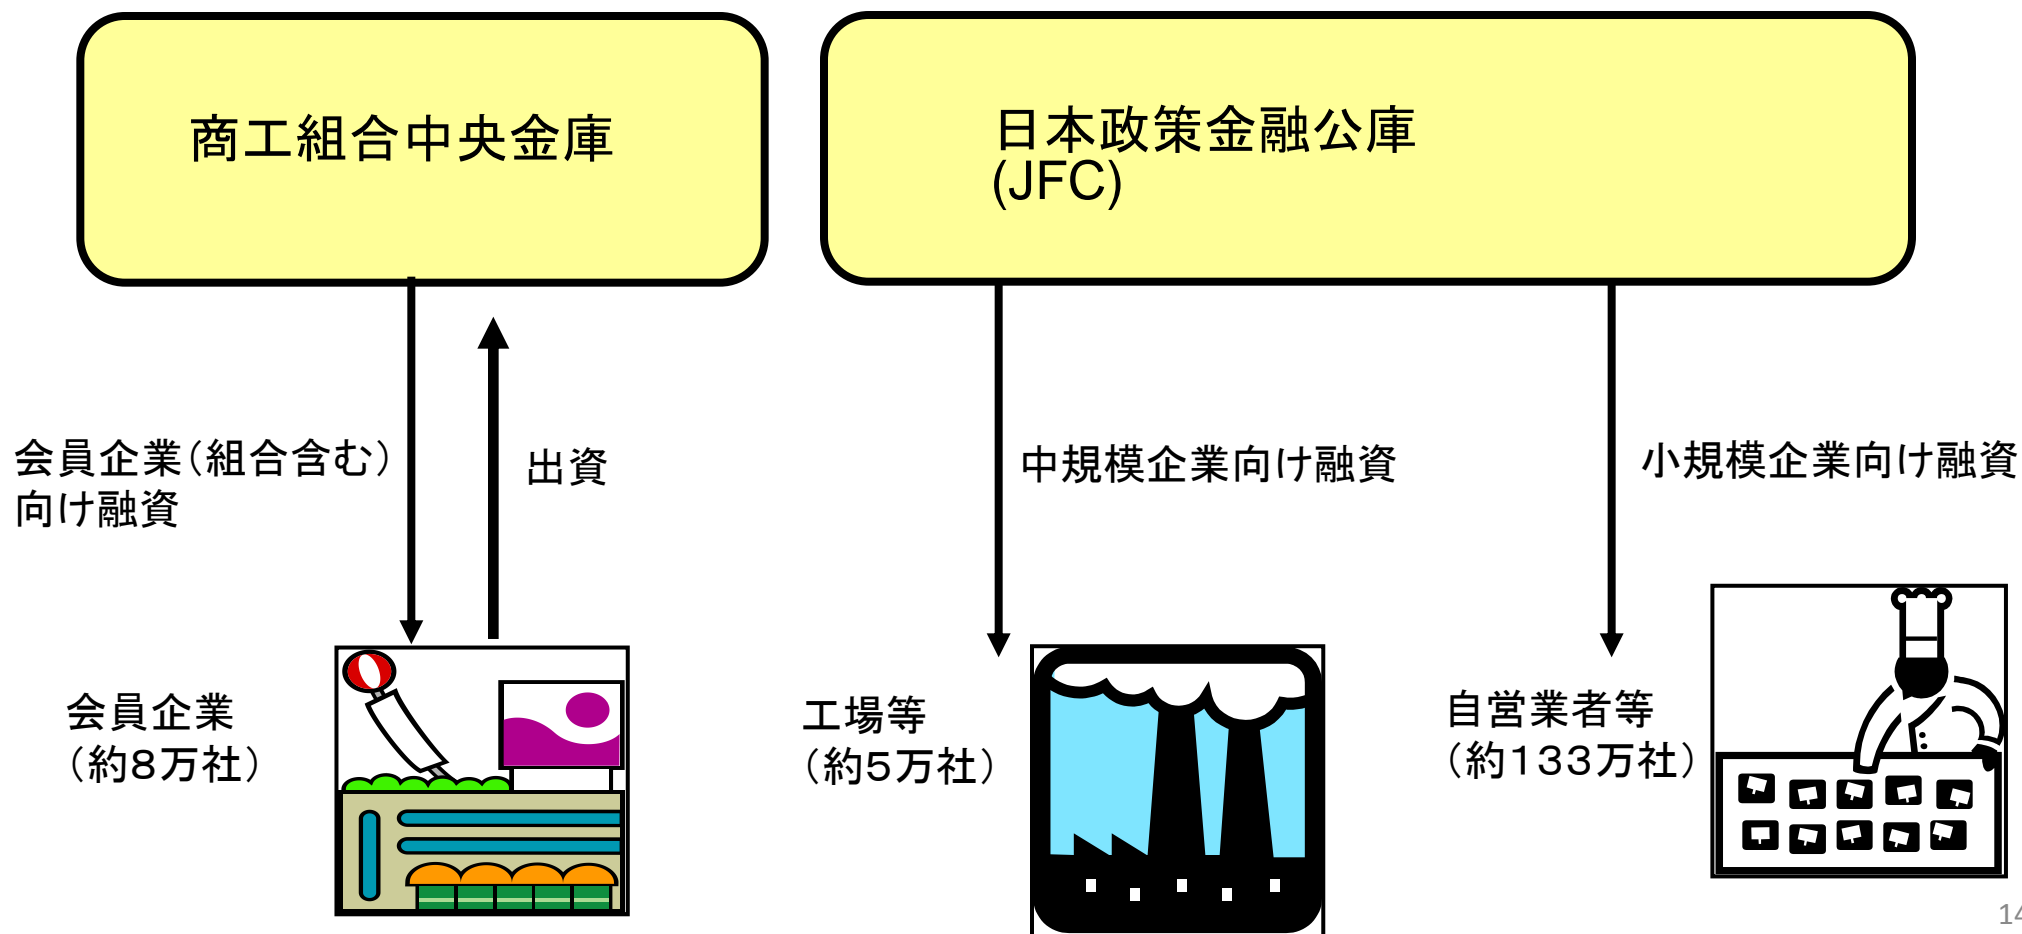 商工組合中央金庫
日本政策金融公庫
(JFC)
会員企業（組合含む）
向け融資
出資
中規模企業向け融資
小規模企業向け融資
会員企業
（約８万社）
工場等
（約５万社）
自営業者等
（約１３３万社）
14